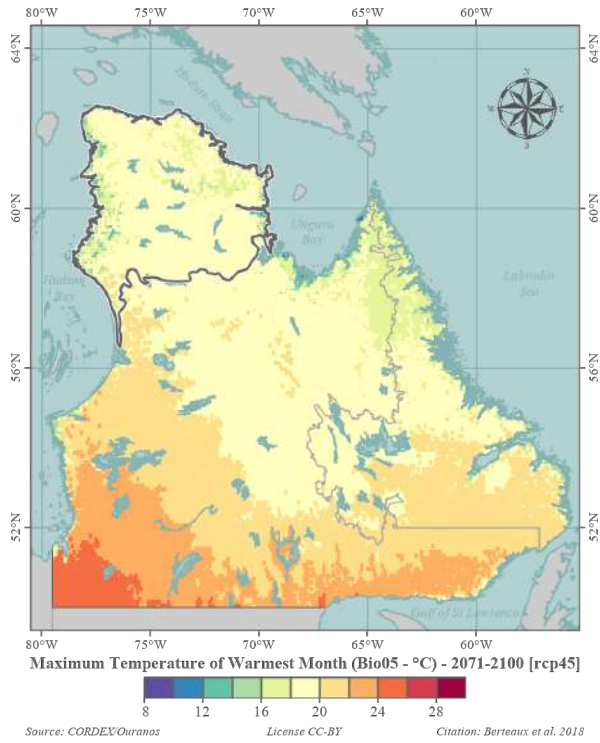 80°W 75°W 70°W 65°W 60°W
64°N 64°N
Hudson Strait
N
W E
S
60°N 60°N
Ungava
Bay
Hudson
Bay
Labrador
Sea
56°N 56°N
52°N 52°N
Gulf of St Lawrence
80°W 75°W 70°W 65°W 60°W
Maximum Temperature of Warmest Month (Bio05 - °C) - 2071-2100 [rcp45]
8 12 16 20 24 28
Source: CORDEX/Ouranos License CC-BY Citation: Berteaux et al. 2018